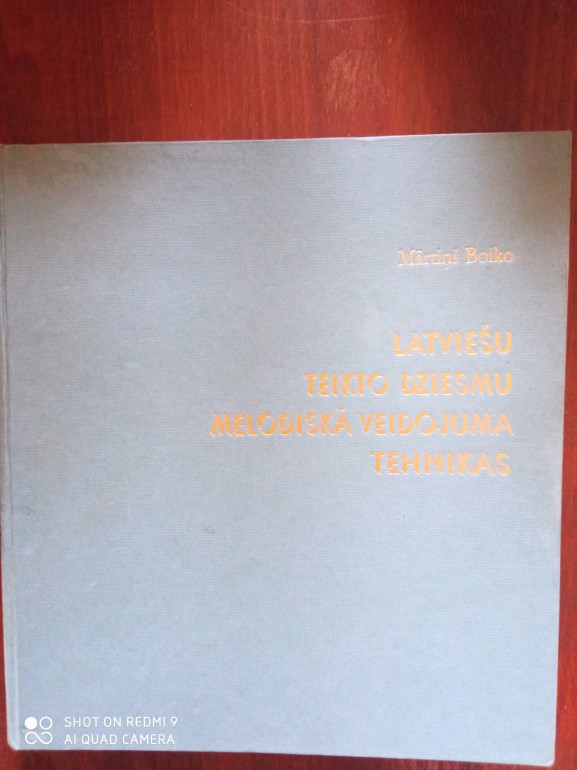 Mārtiņš Boiko
LATVIEŠU
TEIKTO DZIESMU
MELODISKĀ VEIDOJUMA
TEHNIKAS
SHOT ON REDMI 9
AI QUAD CAMERA